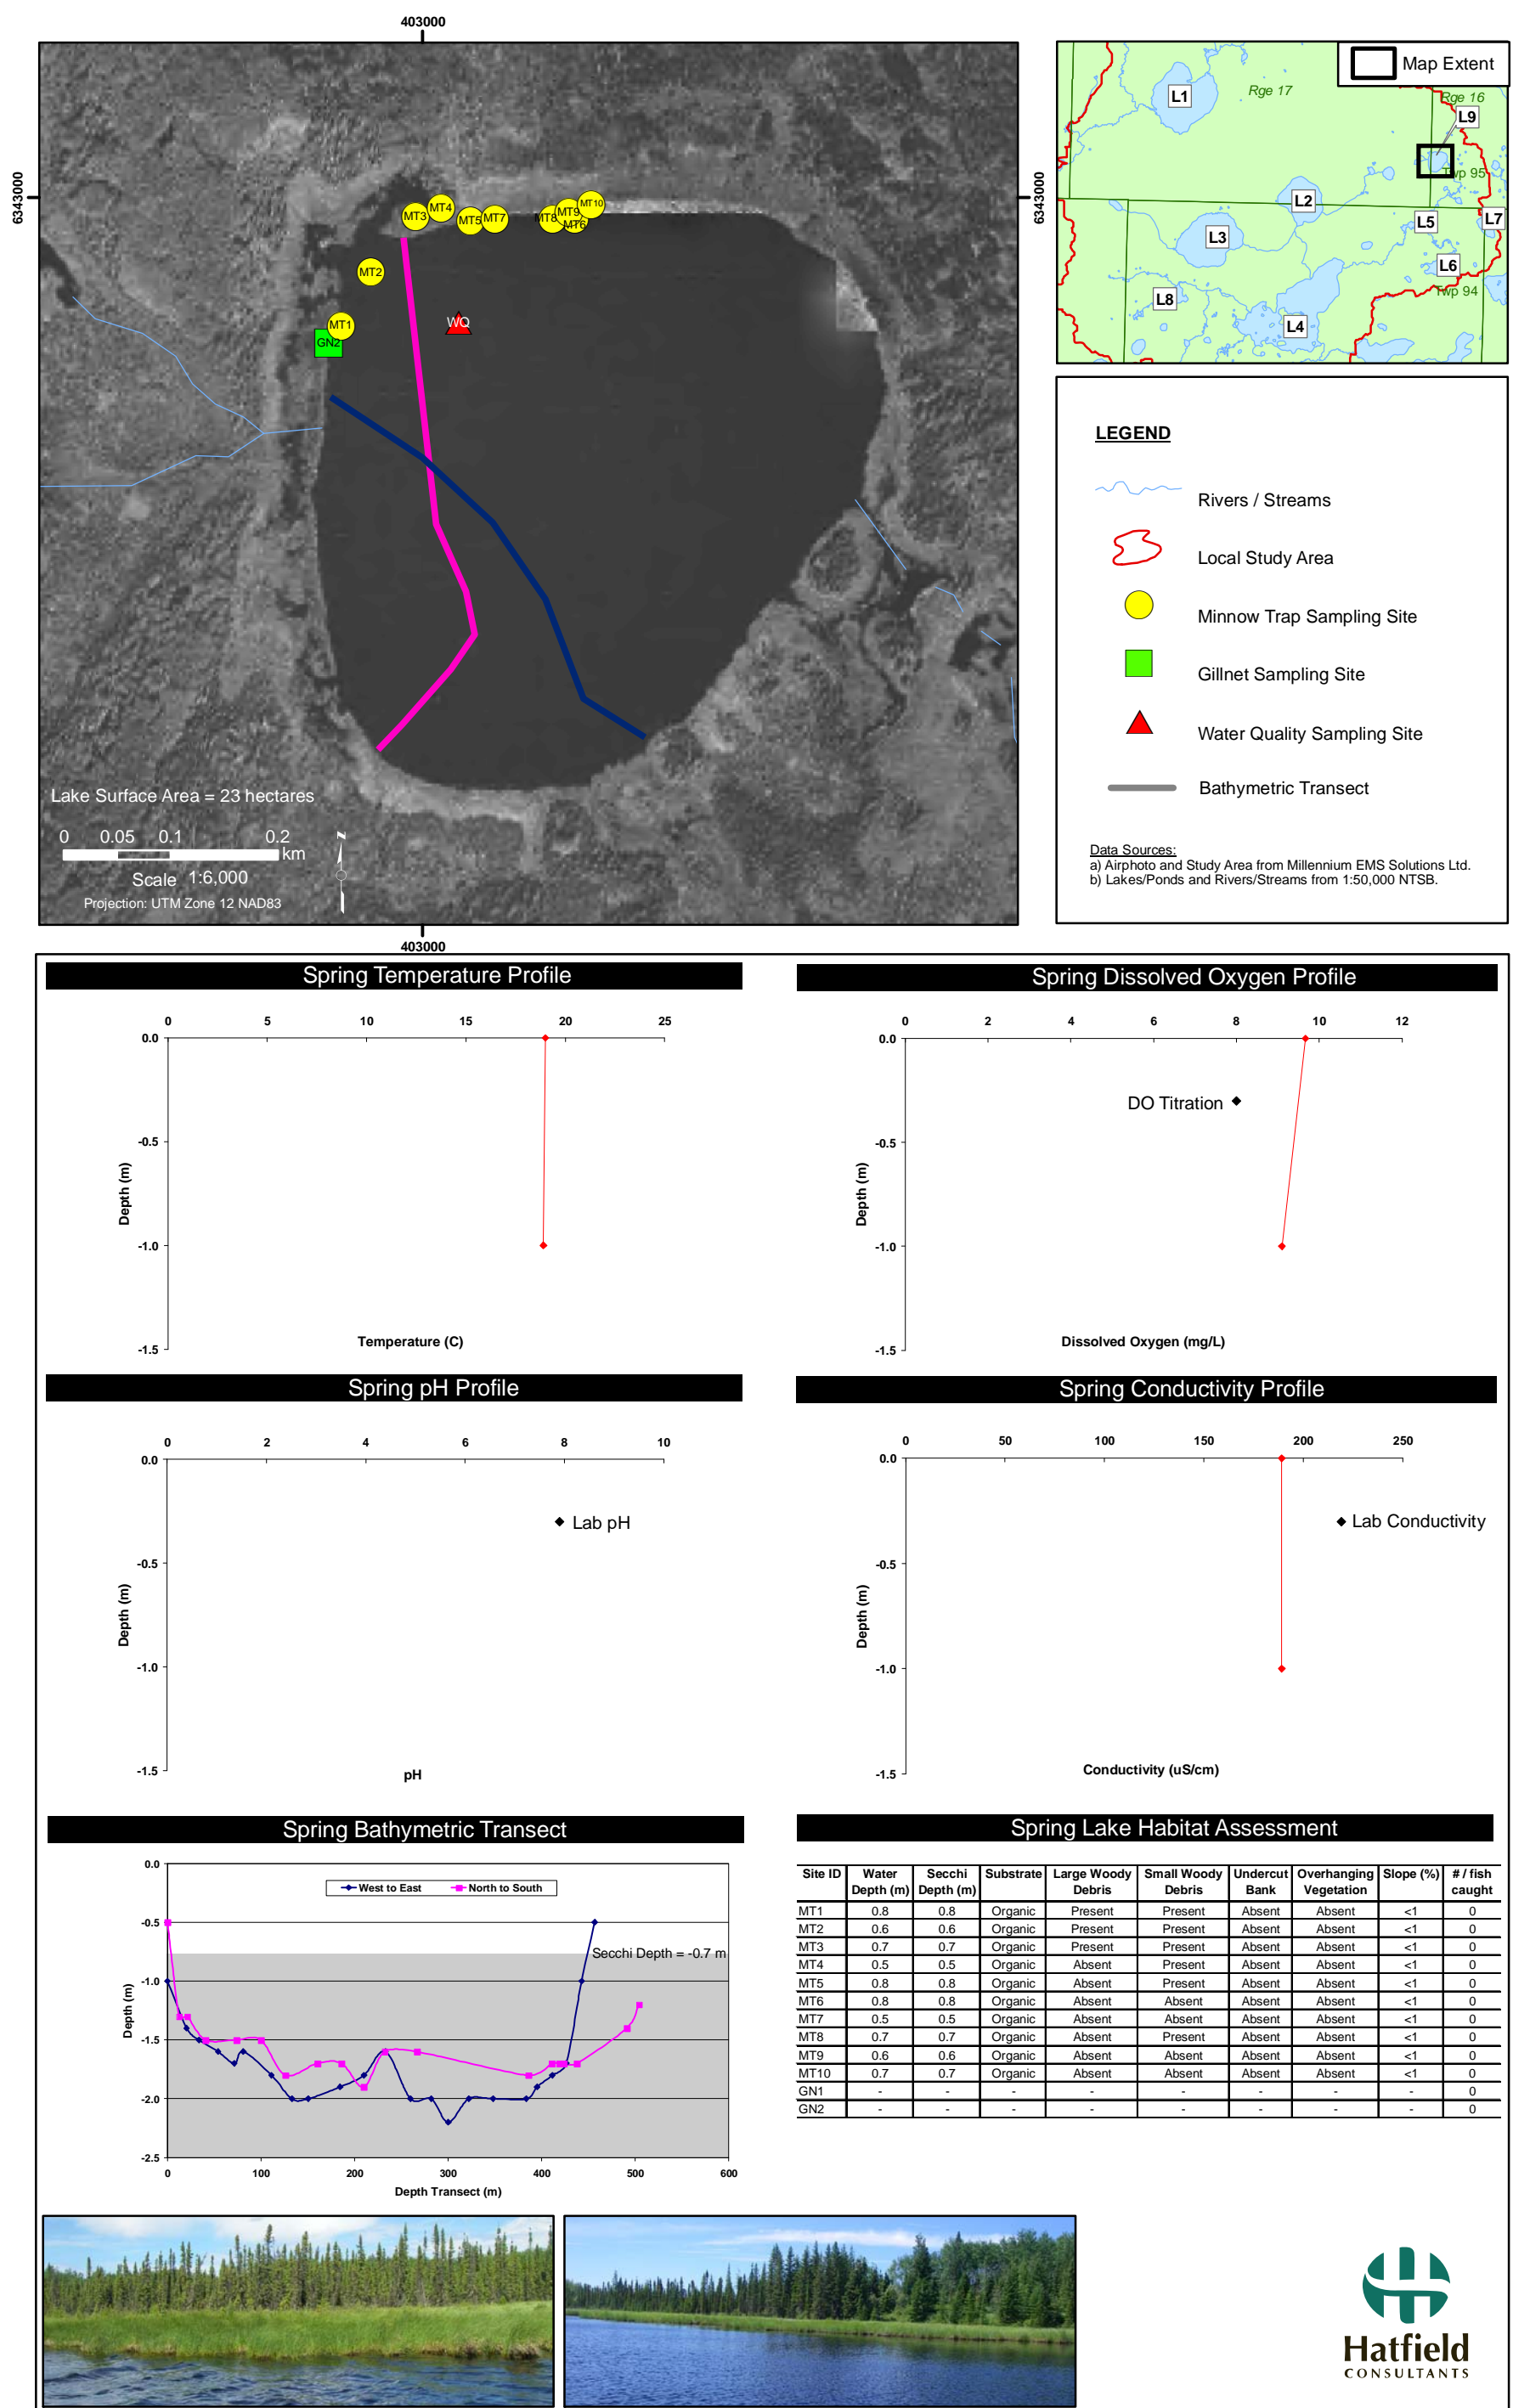 403000
6343000
6343000
MT1
MT2
MT3
MT4
MT5
MT7
MT8
MT9
MT6
MT10
GN2
WQ
Lake Surface Area = 23 hectares
0 0.05 0.1 0.2
km
Scale 1:6,000
Projection: UTM Zone 12 NAD83
N
403000
Map Extent
Rge 17
Rge 16
L1
L9
Twp 95
L2
L3
L5
L7
L6
Twp 94
L8
L4
LEGEND
Rivers / Streams
Local Study Area
Minnow Trap Sampling Site
Gillnet Sampling Site
Water Quality Sampling Site
Bathymetric Transect
Data Sources:
a) Airphoto and Study Area from Millennium EMS Solutions Ltd.
b) Lakes/Ponds and Rivers/Streams from 1:50,000 NTSB.
Spring Temperature Profile
0 5 10 15 20 25
0.0
-0.5
-1.0
-1.5
Depth (m)
Temperature (C)
Spring Dissolved Oxygen Profile
0 2 4 6 8 10 12
0.0
-0.5
-1.0
-1.5
Depth (m)
DO Titration
Dissolved Oxygen (mg/L)
Spring pH Profile
0 2 4 6 8 10
0.0
-0.5
-1.0
-1.5
Depth (m)
Lab pH
pH
Spring Conductivity Profile
0 50 100 150 200 250
0.0
-0.5
-1.0
-1.5
Depth (m)
Lab Conductivity
Conductivity (uS/cm)
Spring Bathymetric Transect
0.0
-0.5
-1.0
-1.5
-2.0
-2.5
Depth (m)
West to East North to South
Secchi Depth = -0.7 m
0 100 200 300 400 500 600
Depth Transect (m)
Spring Lake Habitat Assessment
Site ID Water Secchi Substrate Large Woody Small Woody Undercut Overhanging Slope (%) # / fish
Depth (m) Depth (m) Debris Debris Bank Vegetation caught
MT1 0.8 0.8 Organic Present Present Absent Absent <1 0
MT2 0.6 0.6 Organic Present Present Absent Absent <1 0
MT3 0.7 0.7 Organic Present Present Absent Absent <1 0
MT4 0.5 0.5 Organic Absent Present Absent Absent <1 0
MT5 0.8 0.8 Organic Absent Present Absent Absent <1 0
MT6 0.8 0.8 Organic Absent Absent Absent Absent <1 0
MT7 0.5 0.5 Organic Absent Absent Absent Absent <1 0
MT8 0.7 0.7 Organic Absent Present Absent Absent <1 0
MT9 0.6 0.6 Organic Absent Absent Absent Absent <1 0
MT10 0.7 0.7 Organic Absent Absent Absent Absent <1 0
GN1 - - - - - - - - 0
GN2 - - - - - - - - 0
Hatfield
CONSULTANTS